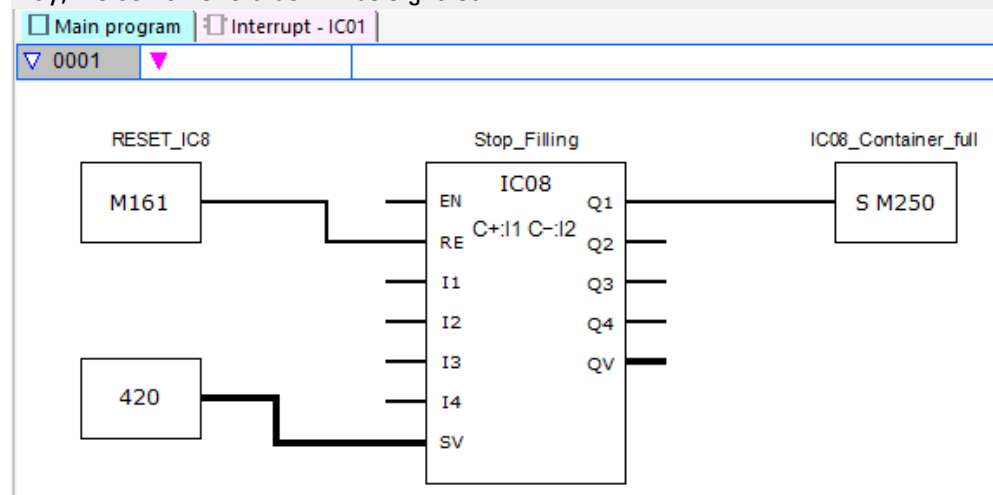 Main program Interrupt - IC01
0001
RESET_IC8 Stop_Filling IC08_Container_full
M161 IC08 S M250
EN Q1
C+:I1 C−:I2
RE Q2
I1 Q3
I2 Q4
I3 QV
420 I4
SV